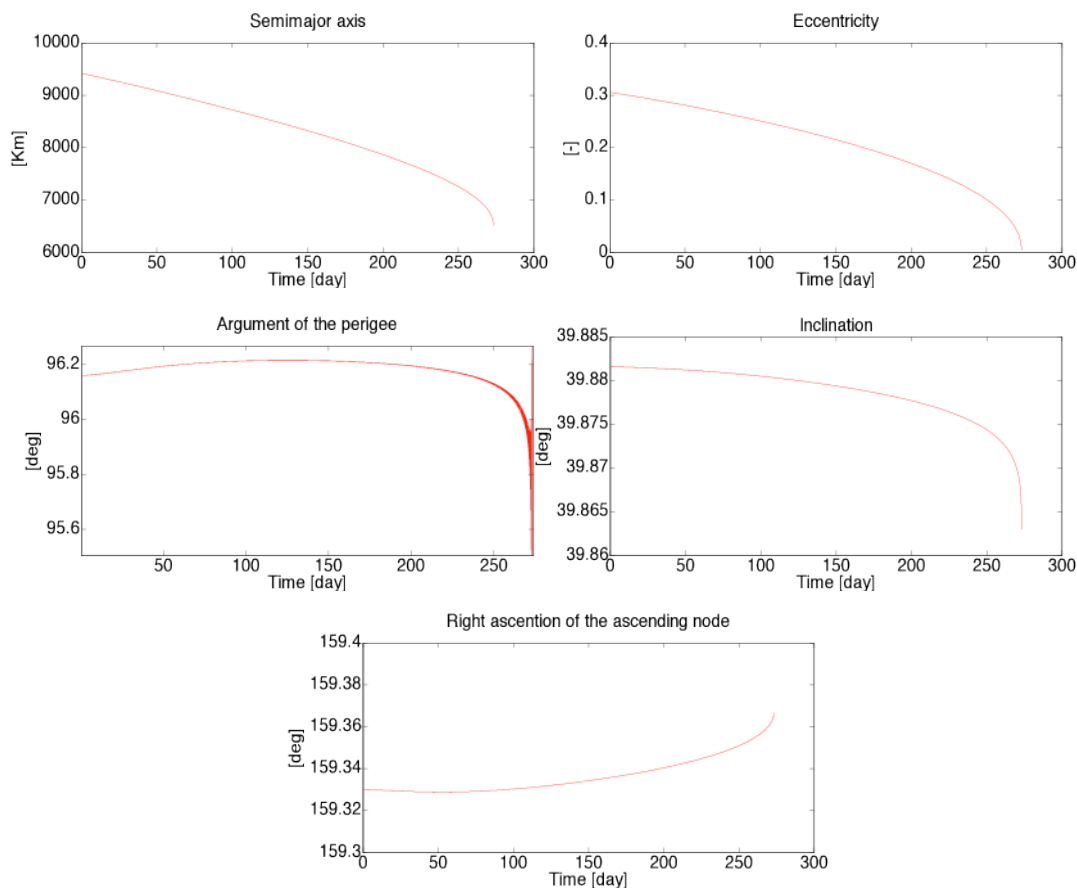 Semimajor axis
10000
9000
8000
7000
6000
[Km]
0 50 100 150 200 250 300
Time [day]
Eccentricity
0.4
0.3
0.2
0.1
0
[-]
0 50 100 150 200 250 300
Time [day]
Argument of the perigee
96.2
96
95.8
95.6
[deg]
50 100 150 200 250
Time [day]
Inclination
39.885
39.88
39.875
39.87
39.865
39.86
[deg]
0 50 100 150 200 250 300
Time [day]
Right ascention of the ascending node
159.4
159.38
159.36
159.34
159.32
159.3
[deg]
0 50 100 150 200 250 300
Time [day]